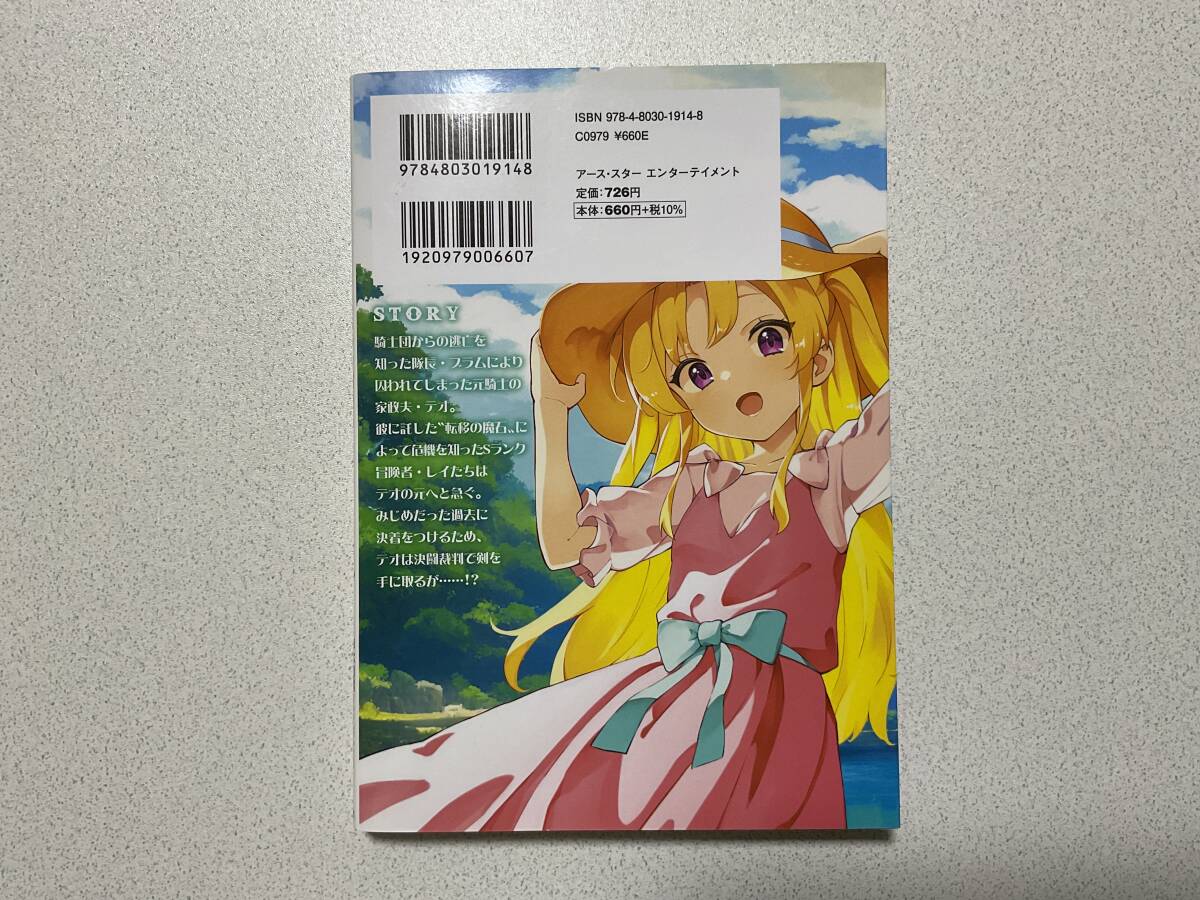 ISBN 978-4-8030-1914-8
C0979 ¥660E
9784803019148
アース・スター エンターテイメント
定価：726円
本体：660円+税10%
1920979006607
STORY
騎士団からの逃亡を
知った隊長・プラムにより
囚われてしまった元騎士の
家政夫・テオ。
彼に託した〝転移の魔石〟に
よって危機を知ったSランク
冒険者・レイたちは
テオの元へと急ぐ。
みじめだった過去に
決着をつけるため、
テオは決闘裁判で剣を
手に取るが……!?